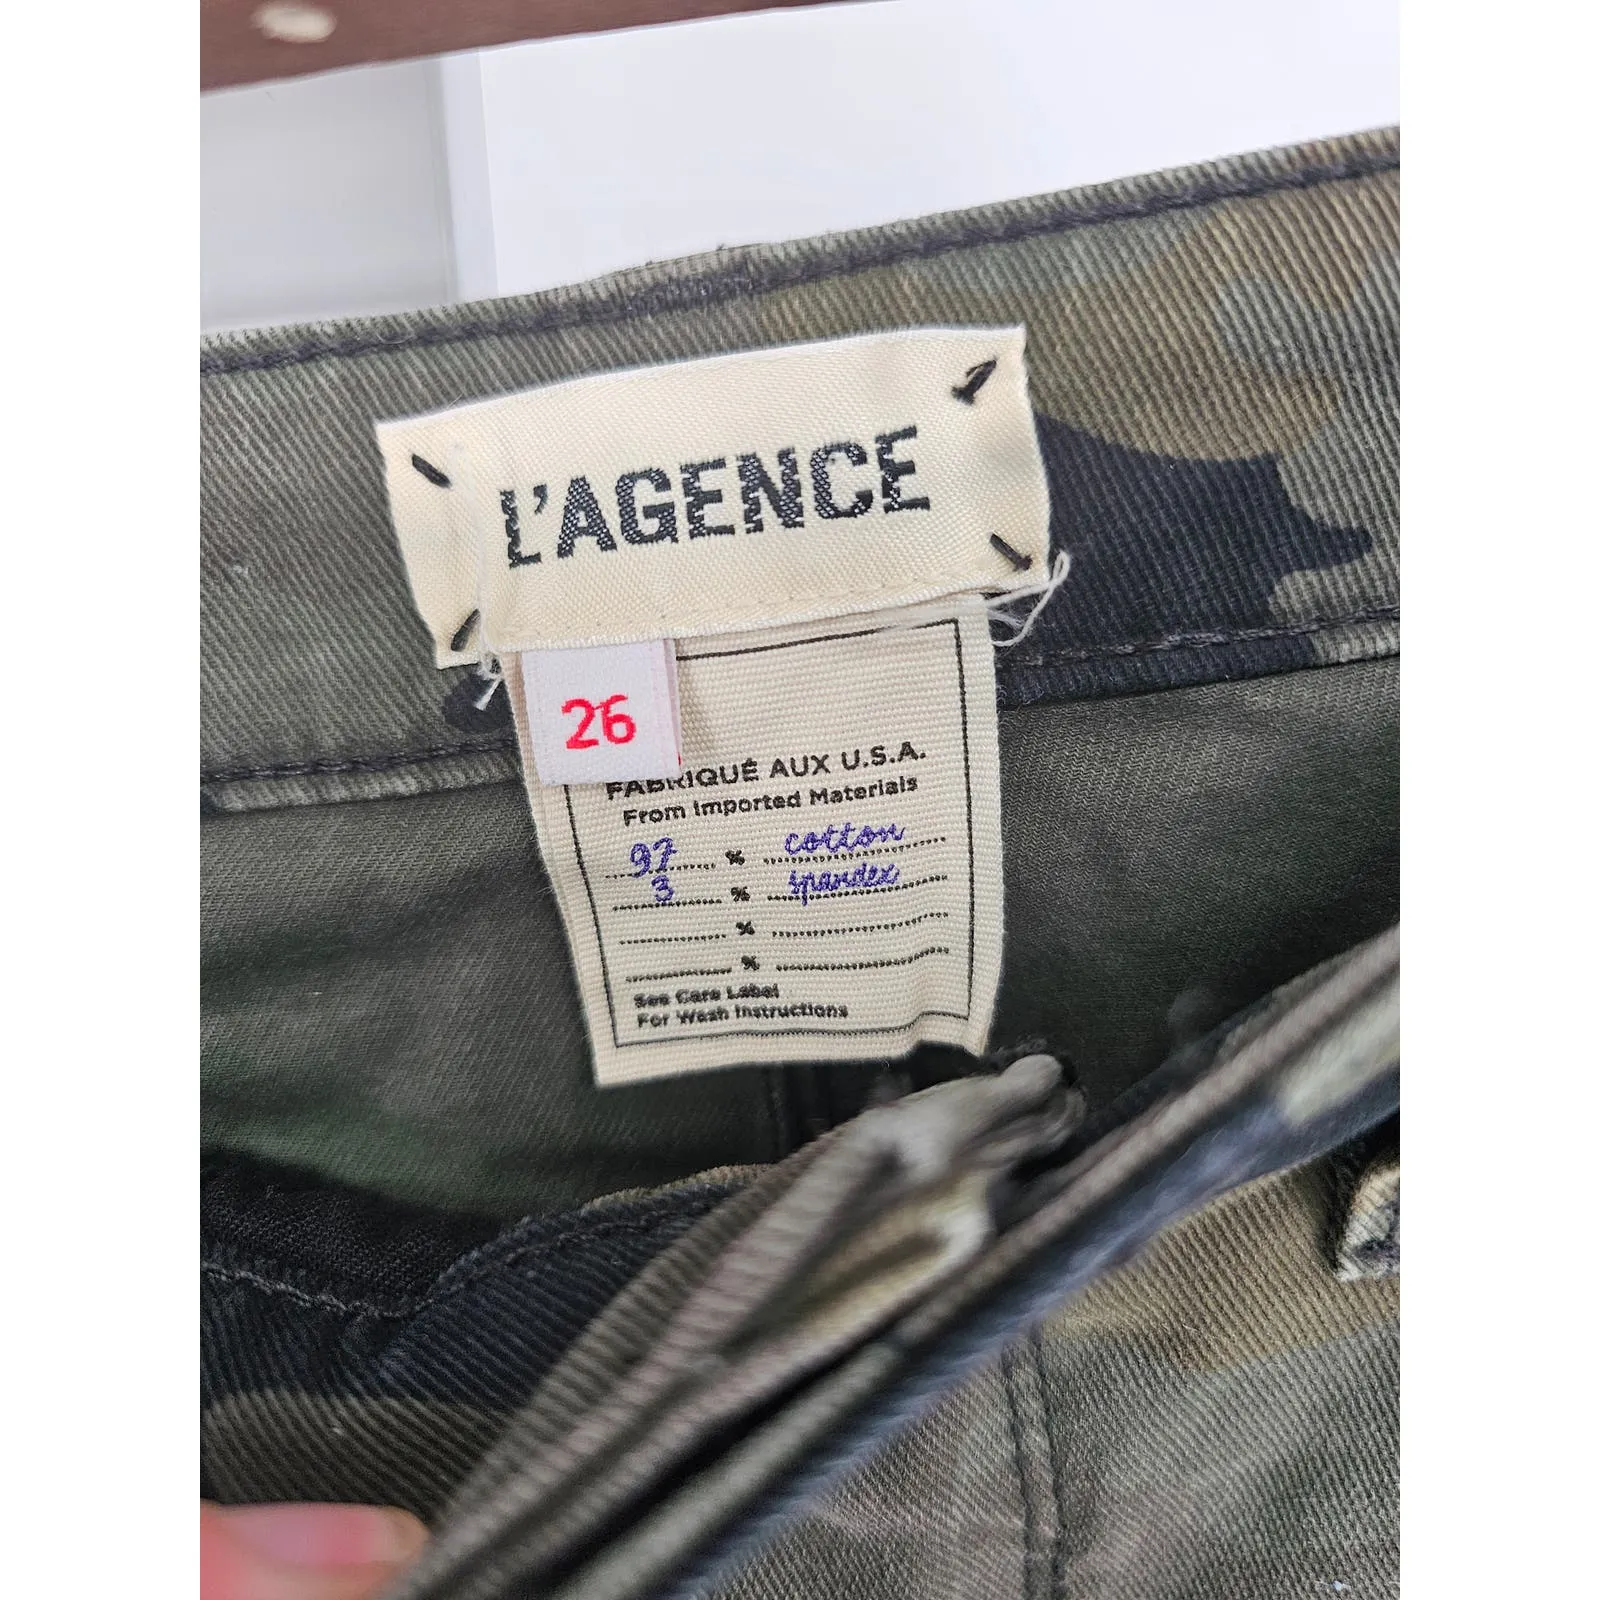 L'AGENCE
26
FABRIQUÉ AUX U.S.A.
From Imported Materials
97 % cotton
3 % spandex
%
%
See Care Label
For Wash Instructions